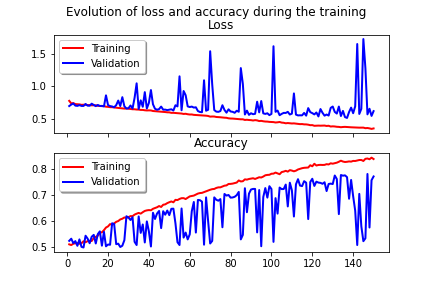 Evolution of loss and accuracy during the training
Loss
Training
Validation
1.5
1.0
0.5
Accuracy
Training
Validation
0.8
0.7
0.6
0.5
0 20 40 60 80 100 120 140